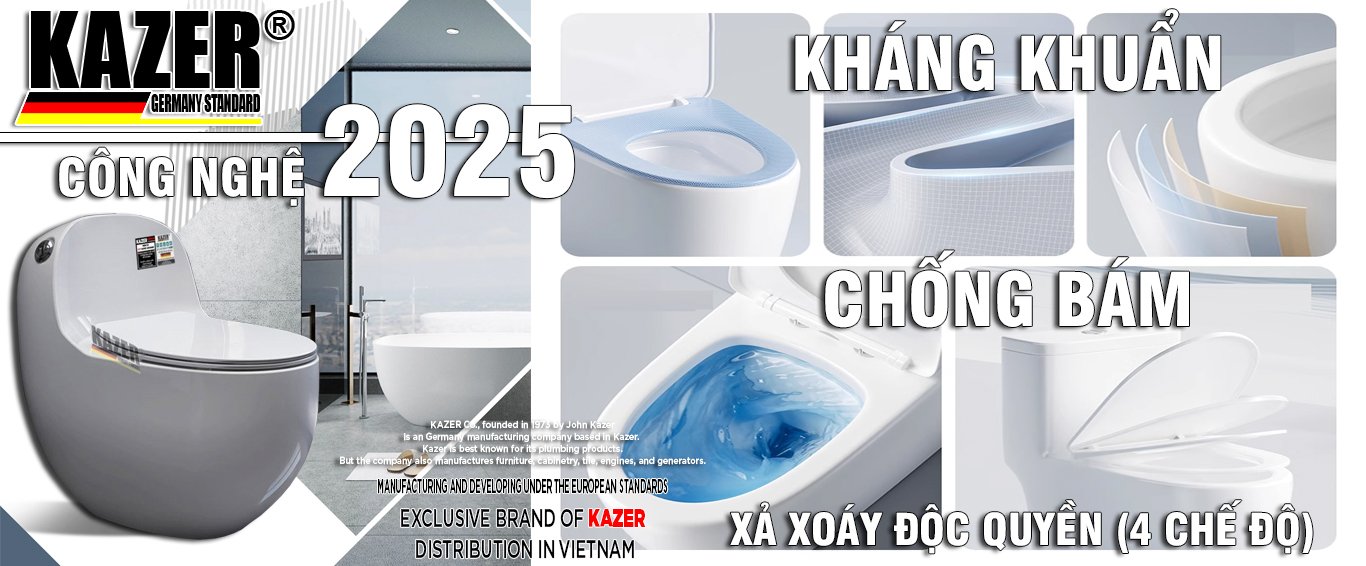 KAZER®
GERMANY STANDARD
CÔNG NGHỆ 2025
KAZER
KAZER
KHÁNG KHUẨN
CHỐNG BÁM
KAZER Co., founded in 1973 by John Kazer
is an Germany manufacturing company based in Kazer.
Kazer is best known for its plumbing products.
But the company also manufactures furniture, cabinetry, tile, engines, and generators.
MANUFACTURING AND DEVELOPING UNDER THE EUROPEAN STANDARDS
EXCLUSIVE BRAND OF KAZER
DISTRIBUTION IN VIETNAM
XẢ XOÁY ĐỘC QUYỀN (4 CHẾ ĐỘ)